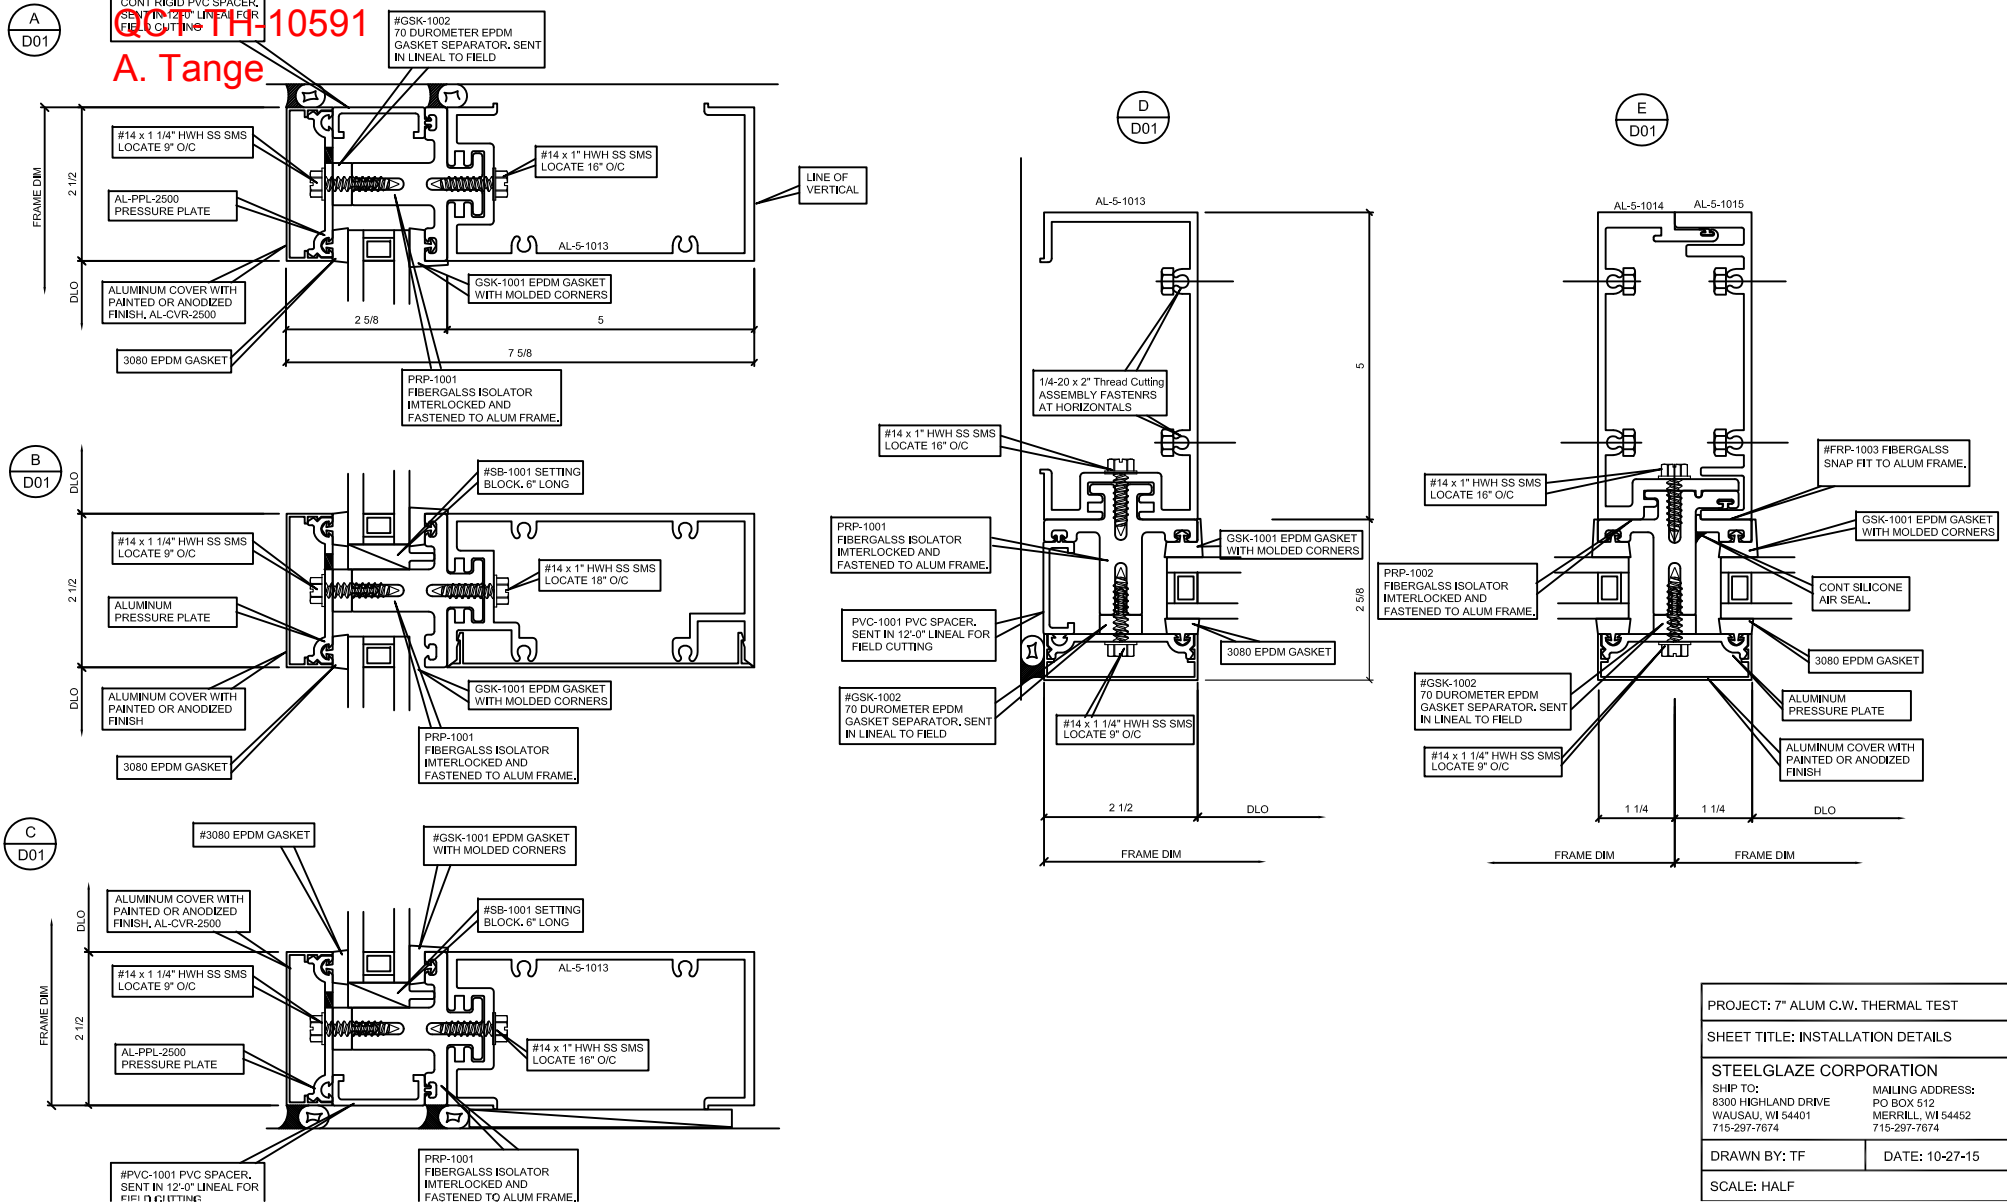 A
D01
CONT RIGID PVC SPACER.
SENT IN 12'-0" LINEAL FOR
FIELD CUTTING
QCT-TH-10591
A. Tange
#GSK-1002
70 DUROMETER EPDM
GASKET SEPARATOR. SENT
IN LINEAL TO FIELD
#14 x 1 1/4" HWH SS SMS
LOCATE 9" O/C
#14 x 1" HWH SS SMS
LOCATE 16" O/C
LINE OF
VERTICAL
FRAME DIM
2 1/2
AL-PPL-2500
PRESSURE PLATE
AL-5-1013
DLO
ALUMINUM COVER WITH
PAINTED OR ANODIZED
FINISH. AL-CVR-2500
GSK-1001 EPDM GASKET
WITH MOLDED CORNERS
2 5/8
5
7 5/8
3080 EPDM GASKET
PRP-1001
FIBERGALSS ISOLATOR
IMTERLOCKED AND
FASTENED TO ALUM FRAME.
B
D01
DLO
#SB-1001 SETTING
BLOCK. 6" LONG
#14 x 1 1/4" HWH SS SMS
LOCATE 9" O/C
#14 x 1" HWH SS SMS
LOCATE 18" O/C
2 1/2
ALUMINUM
PRESSURE PLATE
DLO
ALUMINUM COVER WITH
PAINTED OR ANODIZED
FINISH
GSK-1001 EPDM GASKET
WITH MOLDED CORNERS
3080 EPDM GASKET
PRP-1001
FIBERGALSS ISOLATOR
IMTERLOCKED AND
FASTENED TO ALUM FRAME.
C
D01
#3080 EPDM GASKET
#GSK-1001 EPDM GASKET
WITH MOLDED CORNERS
ALUMINUM COVER WITH
PAINTED OR ANODIZED
FINISH. AL-CVR-2500
DLO
#SB-1001 SETTING
BLOCK. 6" LONG
AL-5-1013
#14 x 1 1/4" HWH SS SMS
LOCATE 9" O/C
FRAME DIM
2 1/2
AL-PPL-2500
PRESSURE PLATE
#14 x 1" HWH SS SMS
LOCATE 16" O/C
#PVC-1001 PVC SPACER.
SENT IN 12'-0" LINEAL FOR
FIELD CUTTING
PRP-1001
FIBERGALSS ISOLATOR
IMTERLOCKED AND
FASTENED TO ALUM FRAME.
D
D01
AL-5-1013
5
1/4-20 x 2" Thread Cutting
ASSEMBLY FASTENRS
AT HORIZONTALS
#14 x 1" HWH SS SMS
LOCATE 16" O/C
PRP-1001
FIBERGALSS ISOLATOR
IMTERLOCKED AND
FASTENED TO ALUM FRAME.
GSK-1001 EPDM GASKET
WITH MOLDED CORNERS
2 5/8
PVC-1001 PVC SPACER.
SENT IN 12'-0" LINEAL FOR
FIELD CUTTING
3080 EPDM GASKET
#GSK-1002
70 DUROMETER EPDM
GASKET SEPARATOR. SENT
IN LINEAL TO FIELD
#14 x 1 1/4" HWH SS SMS
LOCATE 9" O/C
2 1/2
DLO
FRAME DIM
E
D01
AL-5-1014
AL-5-1015
#FRP-1003 FIBERGALSS
SNAP FIT TO ALUM FRAME.
#14 x 1" HWH SS SMS
LOCATE 16" O/C
GSK-1001 EPDM GASKET
WITH MOLDED CORNERS
PRP-1002
FIBERGALSS ISOLATOR
IMTERLOCKED AND
FASTENED TO ALUM FRAME.
CONT SILICONE
AIR SEAL.
3080 EPDM GASKET
#GSK-1002
70 DUROMETER EPDM
GASKET SEPARATOR. SENT
IN LINEAL TO FIELD
ALUMINUM
PRESSURE PLATE
#14 x 1 1/4" HWH SS SMS
LOCATE 9" O/C
ALUMINUM COVER WITH
PAINTED OR ANODIZED
FINISH
1 1/4
1 1/4
DLO
FRAME DIM
FRAME DIM
PROJECT: 7" ALUM C.W. THERMAL TEST
SHEET TITLE: INSTALLATION DETAILS
STEELGLAZE CORPORATION
SHIP TO:
8300 HIGHLAND DRIVE
WAUSAU, WI 54401
715-297-7674
MAILING ADDRESS:
PO BOX 512
MERRILL, WI 54452
715-297-7674
DRAWN BY: TF
DATE: 10-27-15
SCALE: HALF